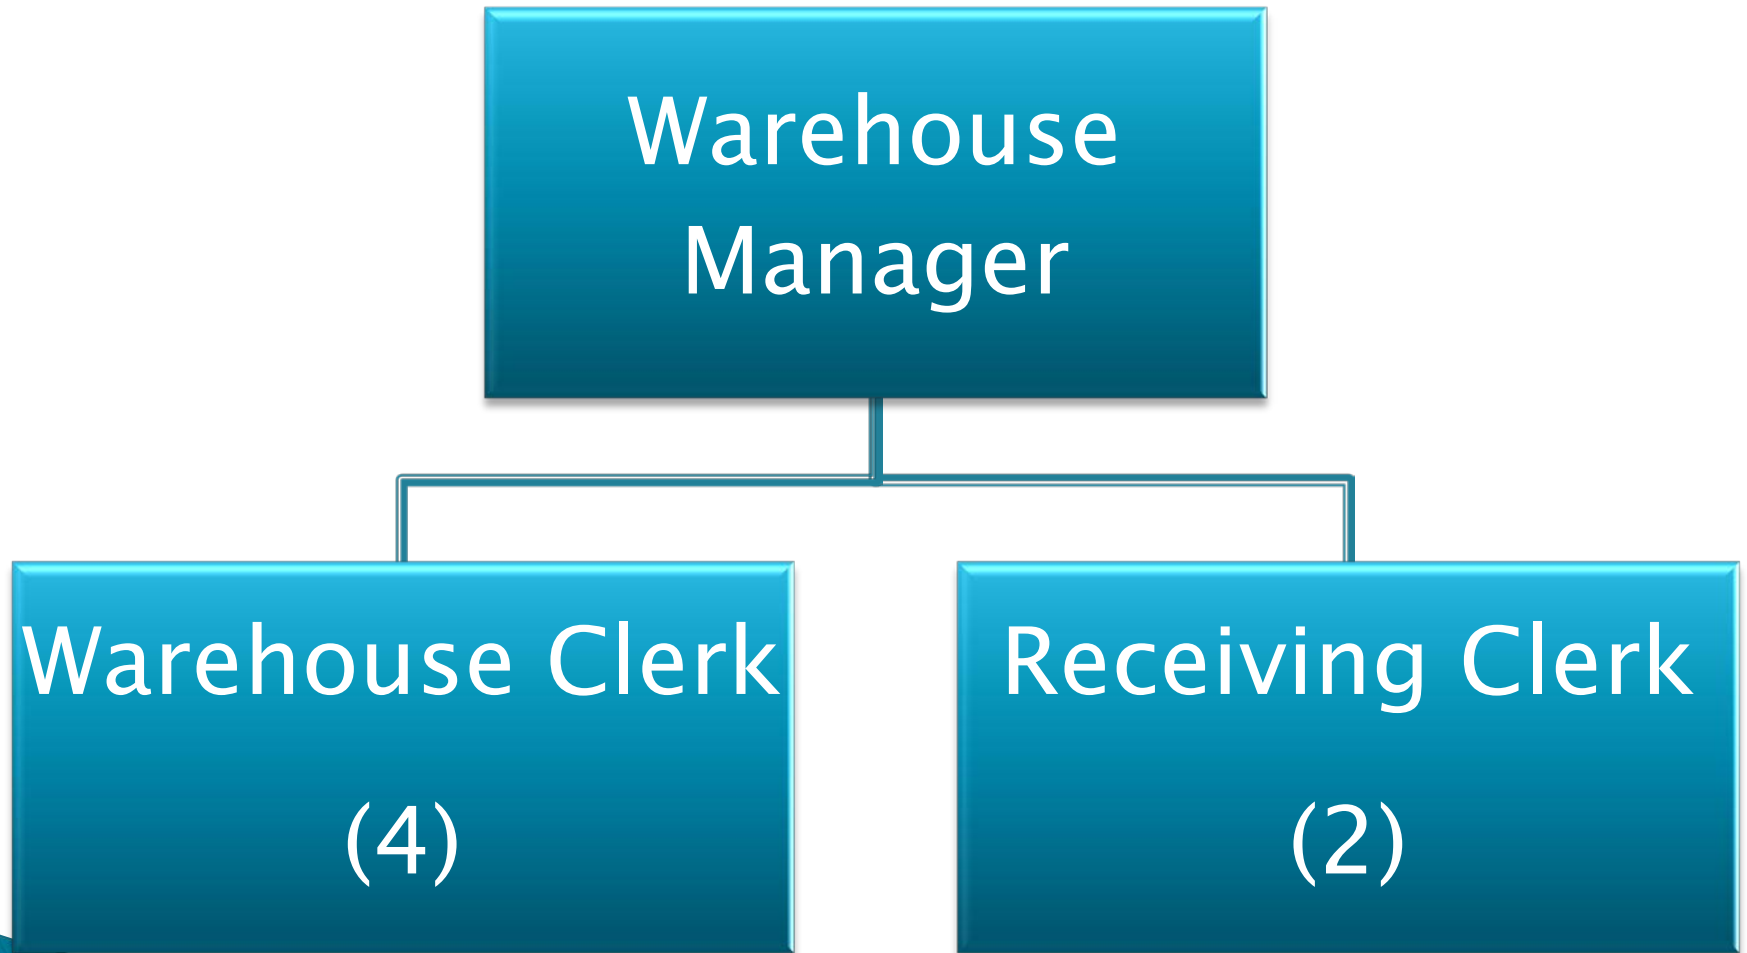 Warehouse
Manager
Warehouse Clerk
(4)
Receiving Clerk
(2)